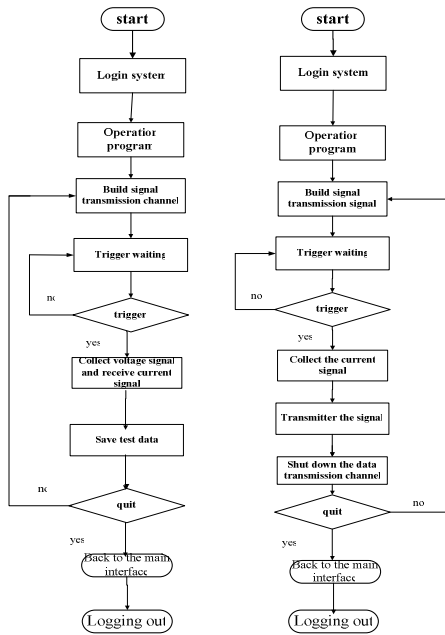 start
Login system
Operation
program
Build signal
transmission channel
Trigger waiting
no
trigger
yes
Collect voltage signal
and receive current
signal
Save test data
no
quit
yes
Back to the main
interface
Logging out
start
Login system
Operation
program
Build signal
transmission signal
Trigger waiting
no
trigger
yes
Collect the current
signal
Transmitter the signal
Shut down the data
transmission channel
quit
no
yes
Back to the main
interface
Logging out